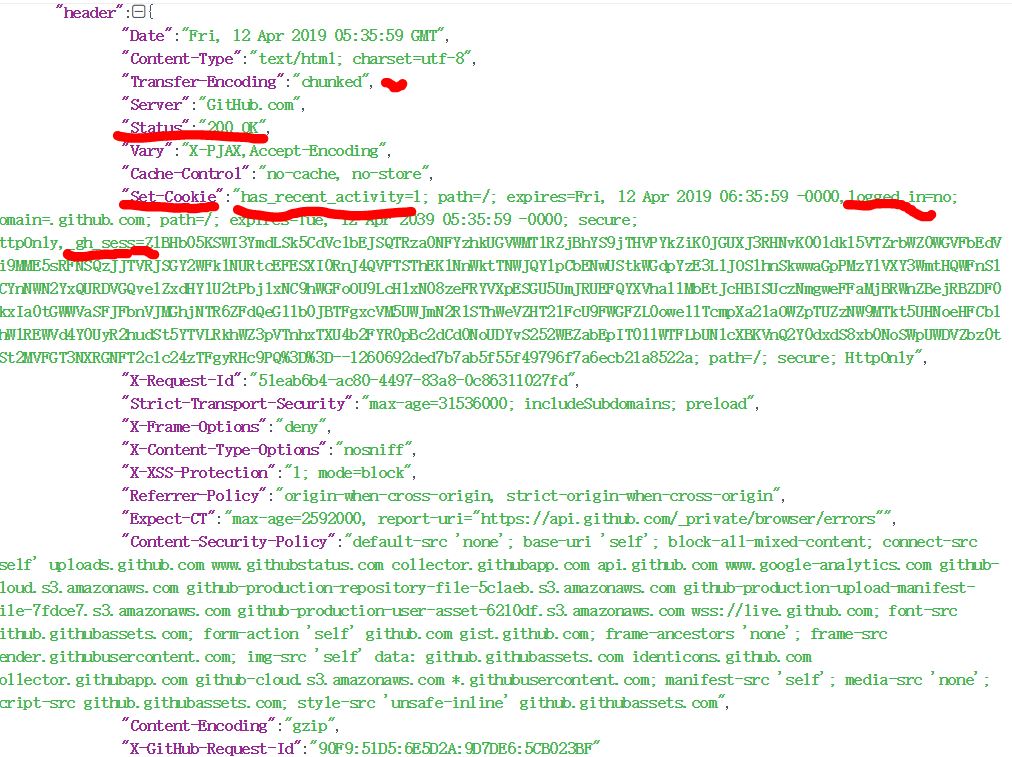 "header":{
"Date":"Fri, 12 Apr 2019 05:35:59 GMT",
"Content-Type":"text/html; charset=utf-8",
"Transfer-Encoding":"chunked",
"Server":"GitHub.com",
"Status":"200 OK",
"Vary":"X-PJAX,Accept-Encoding",
"Cache-Control":"no-cache, no-store",
"Set-Cookie":"has_recent_activity=1; path=/; expires=Fri, 12 Apr 2019 06:35:59 -0000,logged_in=no;
omain=.github.com; path=/; expires=Tue, 12 Apr 2039 05:35:59 -0000; secure;
ttpOnly,_gh_sess=
path=/; secure; HttpOnly",
"X-Request-Id":"51eab6b4-ac80-4497-83a8-0c86311027fd",
"Strict-Transport-Security":"max-age=31536000; includeSubdomains; preload",
"X-Frame-Options":"deny",
"X-Content-Type-Options":"nosniff",
"X-XSS-Protection":"1; mode=block",
"Referrer-Policy":"origin-when-cross-origin, strict-origin-when-cross-origin",
"Expect-CT":"max-age=2592000, report-uri="https://api.github.com/_private/browser/errors"",
"Content-Security-Policy":"default-src 'none'; base-uri 'self'; block-all-mixed-content; connect-src
self' uploads.github.com www.githubstatus.com collector.githubapp.com api.github.com www.google-analytics.com github-
loud.s3.amazonaws.com github-production-repository-file-5c1aeb.s3.amazonaws.com github-production-upload-manifest-
ile-7fdce7.s3.amazonaws.com github-production-user-asset-6210df.s3.amazonaws.com wss://live.github.com; font-src
ithub.githubassets.com; form-action 'self' github.com gist.github.com; frame-ancestors 'none'; frame-src
ender.githubusercontent.com; img-src 'self' data: github.githubassets.com identicons.github.com
ollector.githubapp.com github-cloud.s3.amazonaws.com *.githubusercontent.com; manifest-src 'self'; media-src 'none';
cript-src github.githubassets.com; style-src 'unsafe-inline' github.githubassets.com",
"Content-Encoding":"gzip",
"X-GitHub-Request-Id":"90F9:51D5:6E5D2A:9D7DE6:5CB023BF"